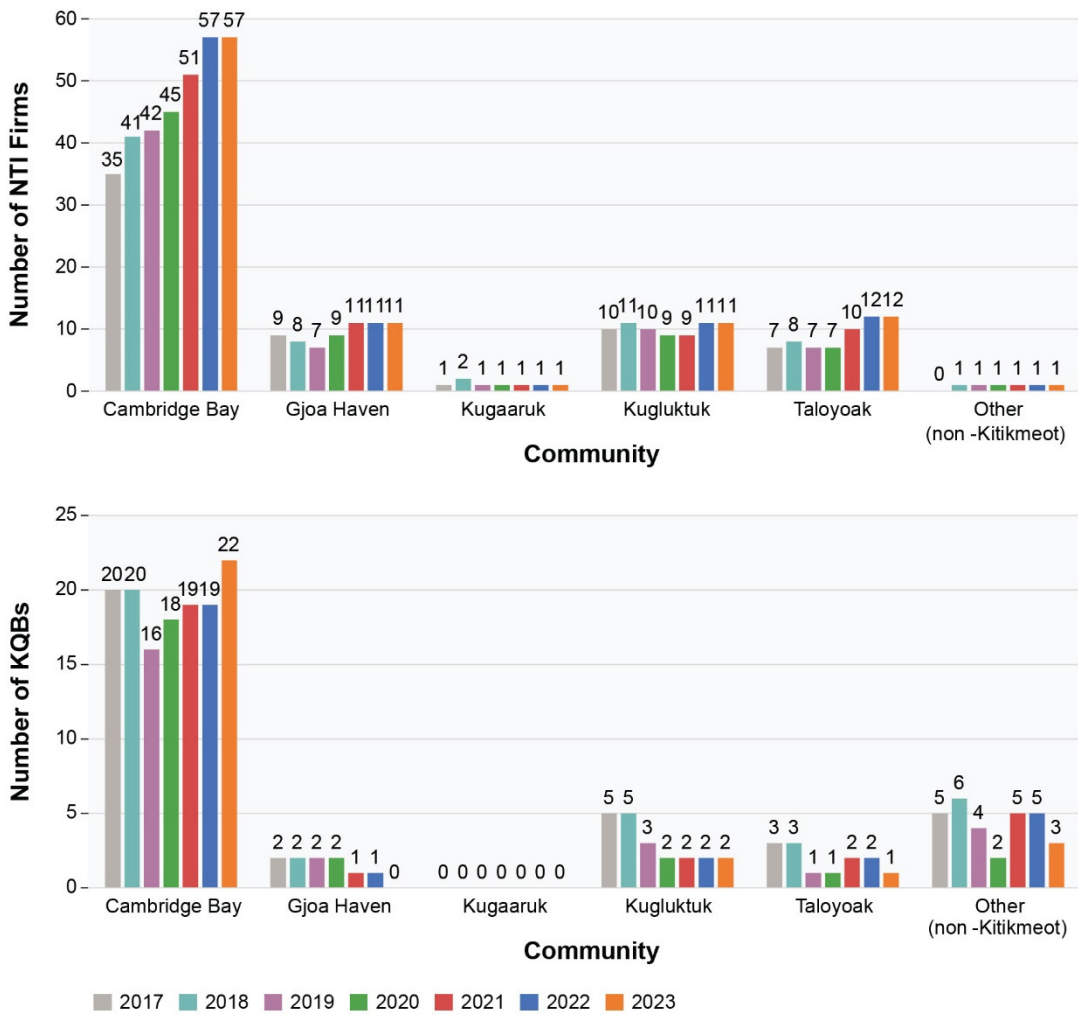 Number of NTI Firms
60
50
40
30
20
10
0
35 41 42 45 51 57 57
9 8 7 9 11 11 11
1 2 1 1 1 1 1
10 11 10 9 9 11 11
7 8 7 7 10 12 12
0 1 1 1 1 1 1
Cambridge Bay Gjoa Haven Kugaaruk Kugluktuk Taloyoak Other
(non -Kitikmeot)
Community
Number of KQBs
25
20
15
10
5
0
20 20 16 18 19 19 22
2 2 2 2 1 1 0
0 0 0 0 0 0 0
5 5 3 2 2 2 2
3 3 1 1 2 2 1
5 6 4 2 5 5 3
Cambridge Bay Gjoa Haven Kugaaruk Kugluktuk Taloyoak Other
(non -Kitikmeot)
Community
2017 2018 2019 2020 2021 2022 2023